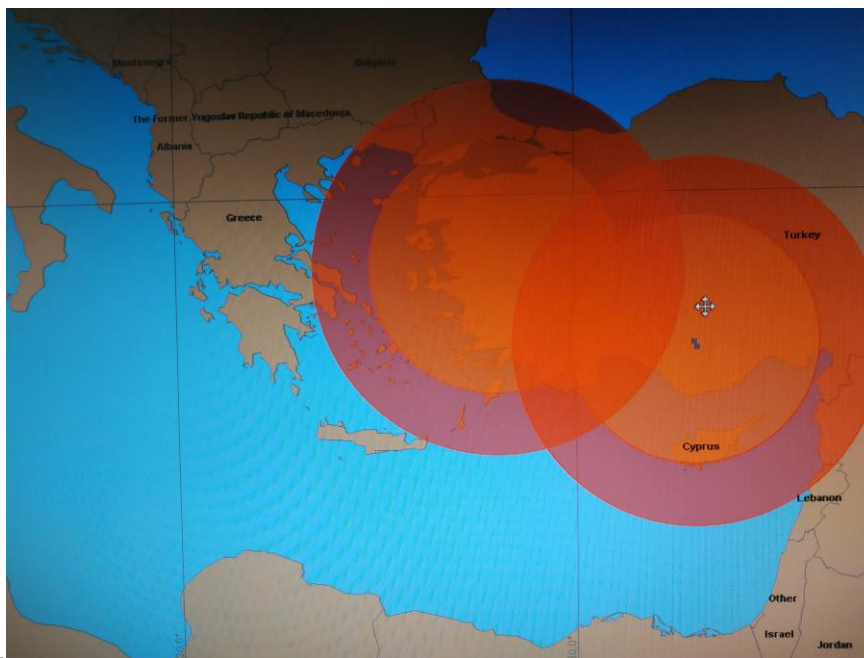 Montenegro
Bulgaria
The Former Yugoslav Republic of Macedonia
Albania
Greece
Turkey
Cyprus
Lebanon
Other
Israel
Jordan